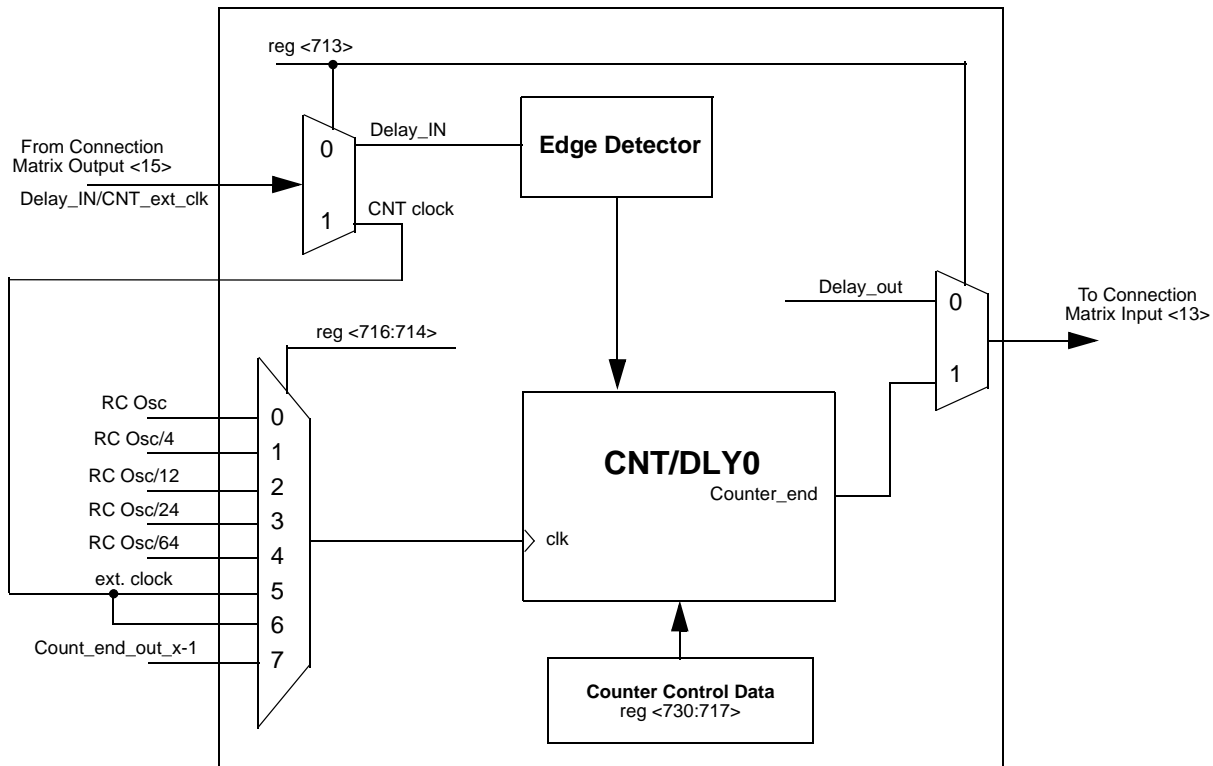 reg <713>
From Connection
Matrix Output <15>
Delay_IN/CNT_ext_clk
0
1
Delay_IN
CNT clock
Edge Detector
Delay_out
0
1
To Connection
Matrix Input <13>
reg <716:714>
RC Osc
RC Osc/4
RC Osc/12
RC Osc/24
RC Osc/64
ext. clock
Count_end_out_x-1
0
1
2
3
4
5
6
7
CNT/DLY0
Counter_end
clk
Counter Control Data
reg <730:717>